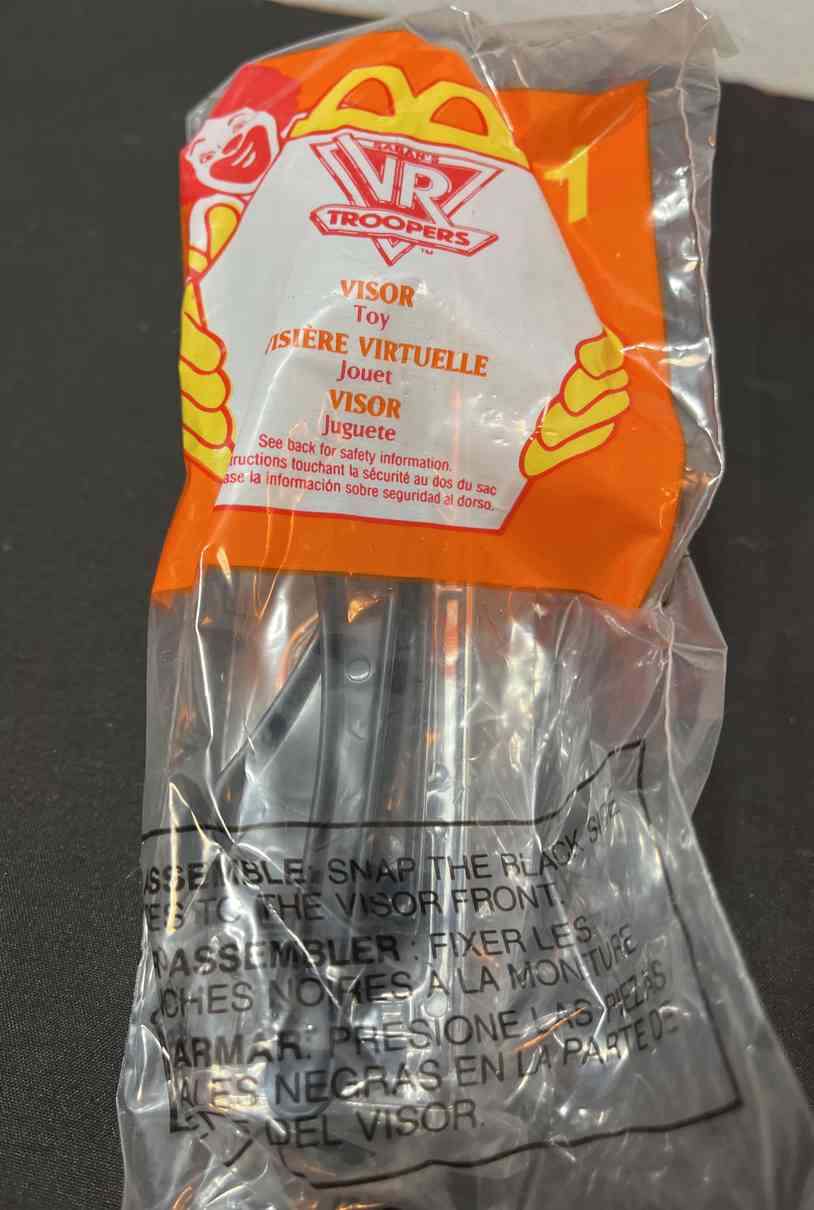 1
SABAN'S
VR
TROOPERS
TM
VISOR
Toy
VISIÈRE VIRTUELLE
Jouet
VISOR
Juguete
See back for safety information.
tructions touchant la sécurité au dos du sac
ase la información sobre seguridad al dorso.
ASSEMBLE: SNAP THE BLACK
TO THE VISOR FRONT.
ASSEMBLER : FIXER LES
CHES NOIRES À LA MONTURE
ARMAR: PRESIONE LAS PIEZAS
ALES NEGRAS EN LA PARTE DE
DEL VISOR.